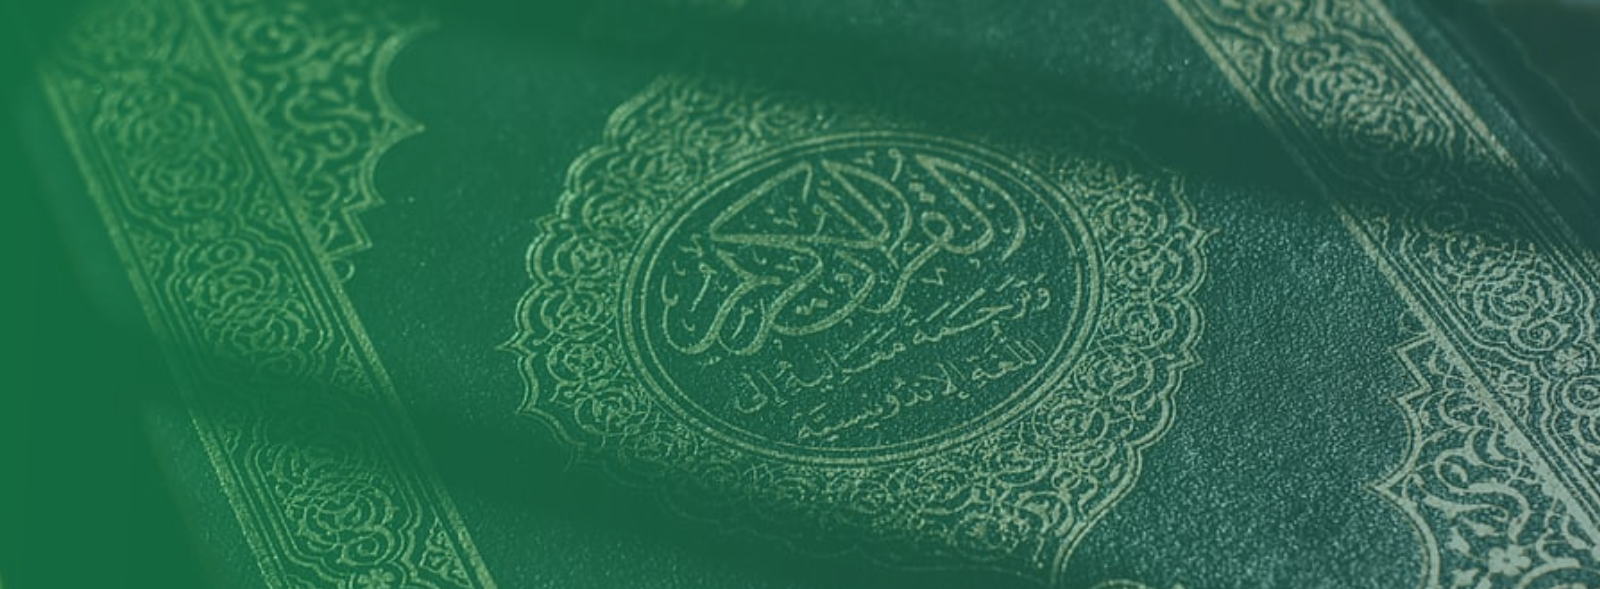 القرآن الكريم
وترجمة معانيه إلى
اللغة الإندونيسية